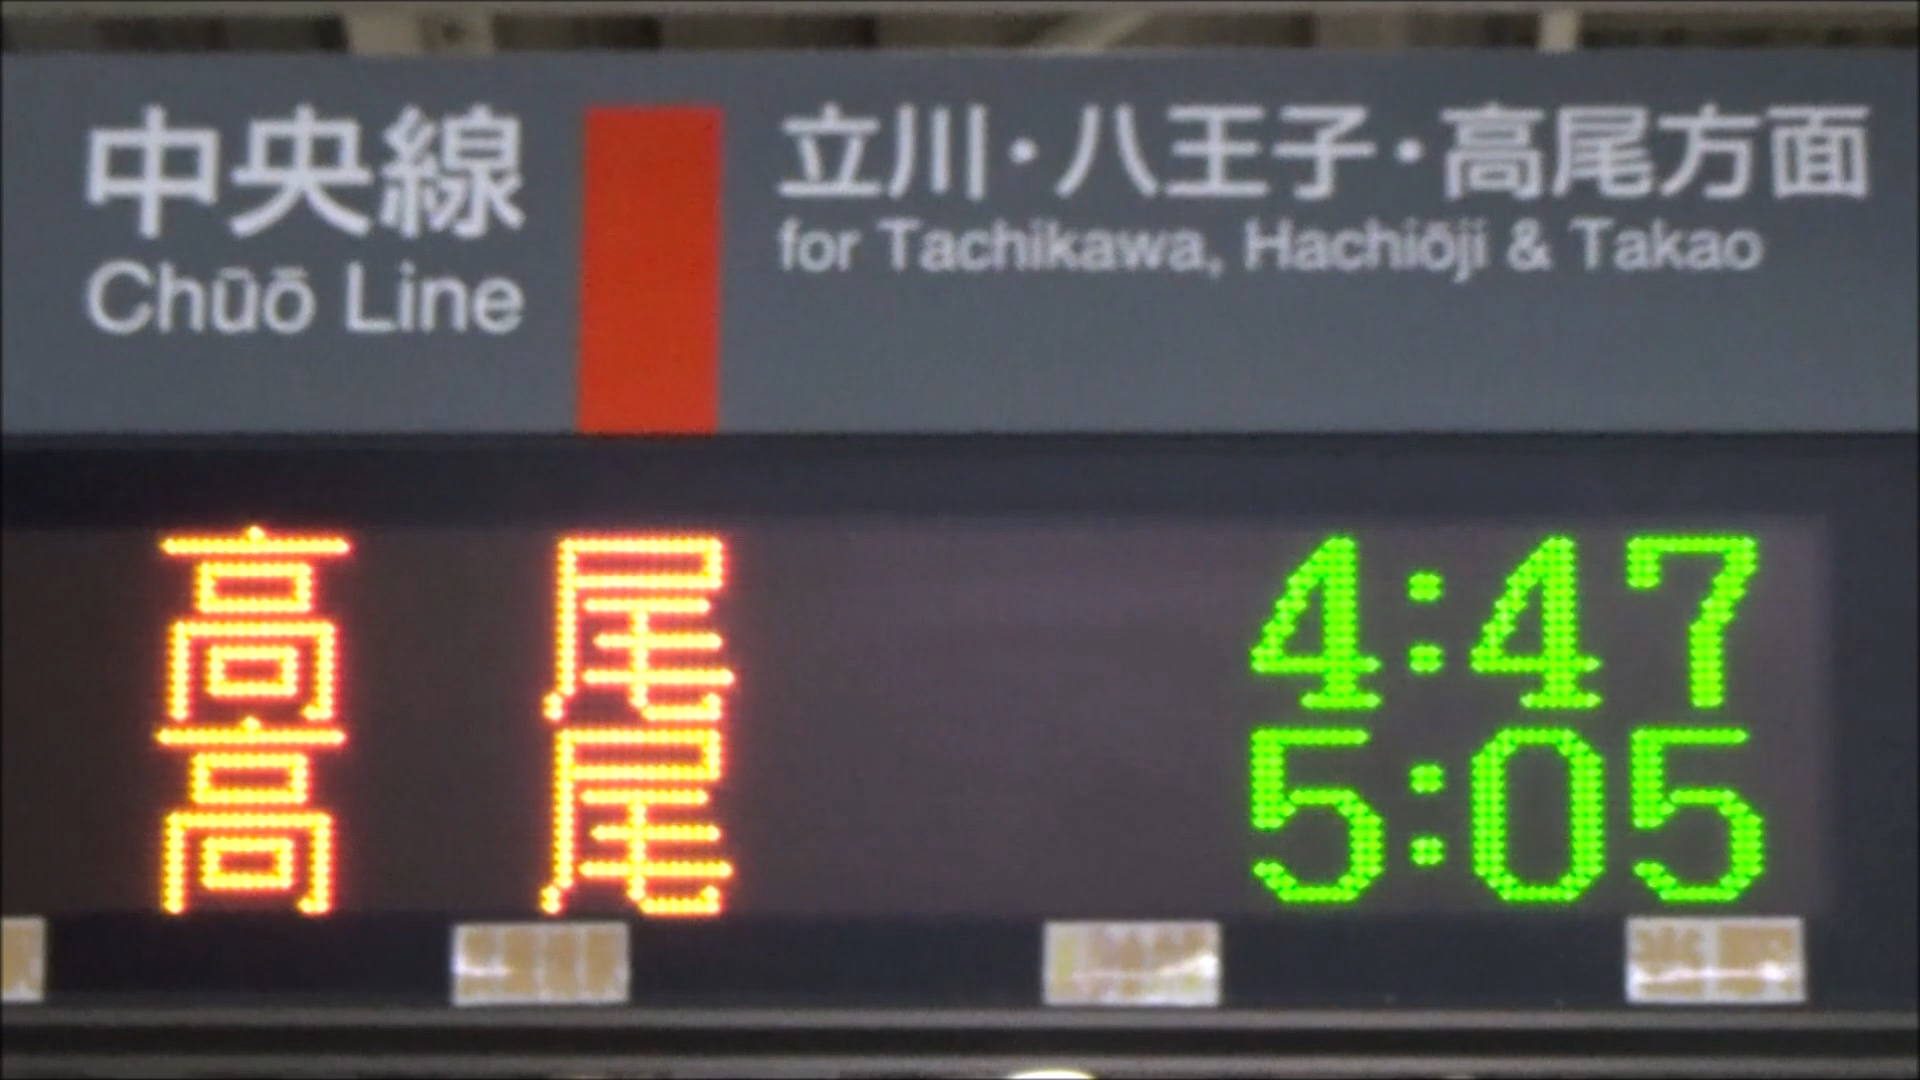 中央線
Chūō Line
立川・八王子・高尾方面
for Tachikawa, Hachiōji & Takao
高尾 4:47
高尾 5:05